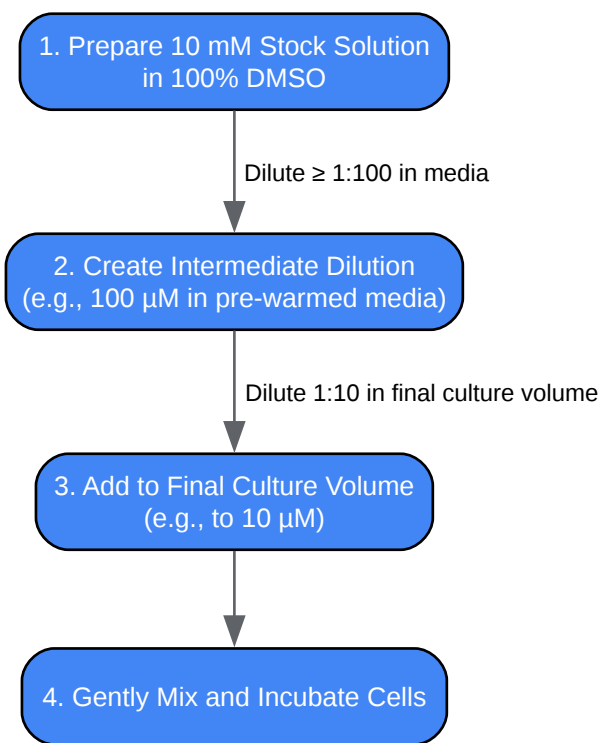 1. Prepare 10 mM Stock Solution
in 100% DMSO
Dilute ≥ 1:100 in media
2. Create Intermediate Dilution
(e.g., 100 µM in pre-warmed media)
Dilute 1:10 in final culture volume
3. Add to Final Culture Volume
(e.g., to 10 µM)
4. Gently Mix and Incubate Cells